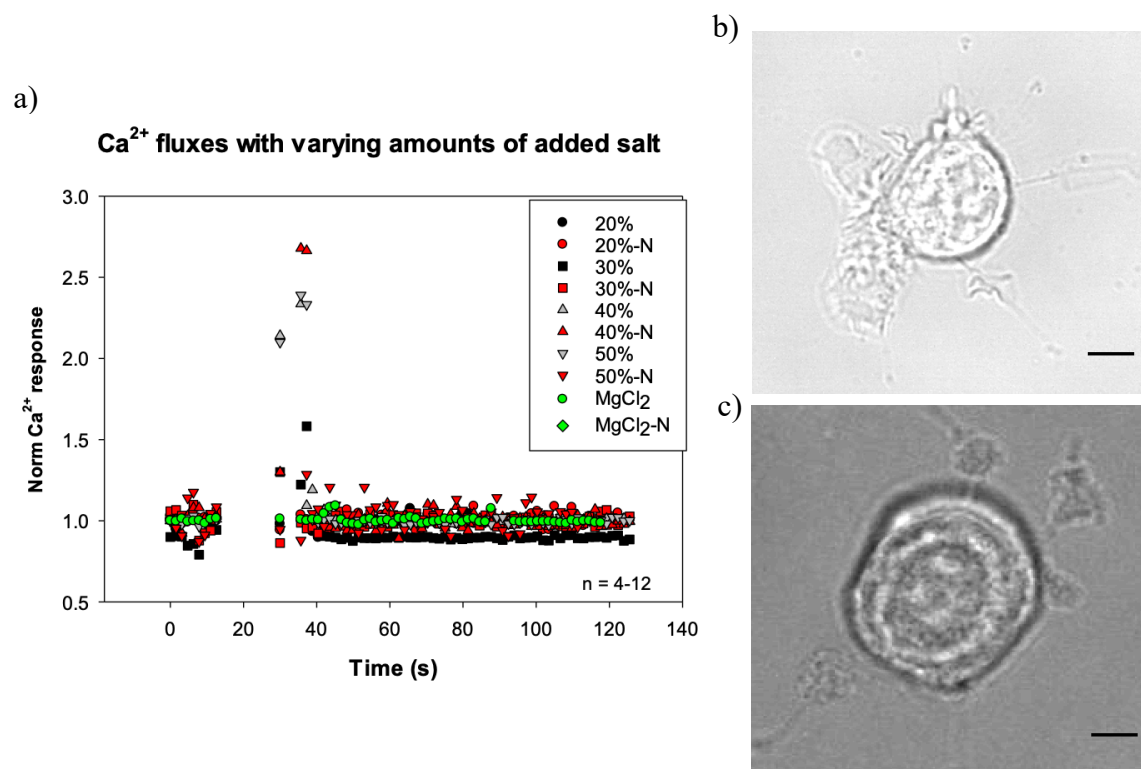 a)
Ca²⁺ fluxes with varying amounts of added salt
Norm Ca²⁺ response
3.0
2.5
2.0
1.5
1.0
0.5
0 20 40 60 80 100 120 140
Time (s)
20%
20%-N
30%
30%-N
40%
40%-N
50%
50%-N
MgCl₂
MgCl₂-N
n = 4-12
b)
c)